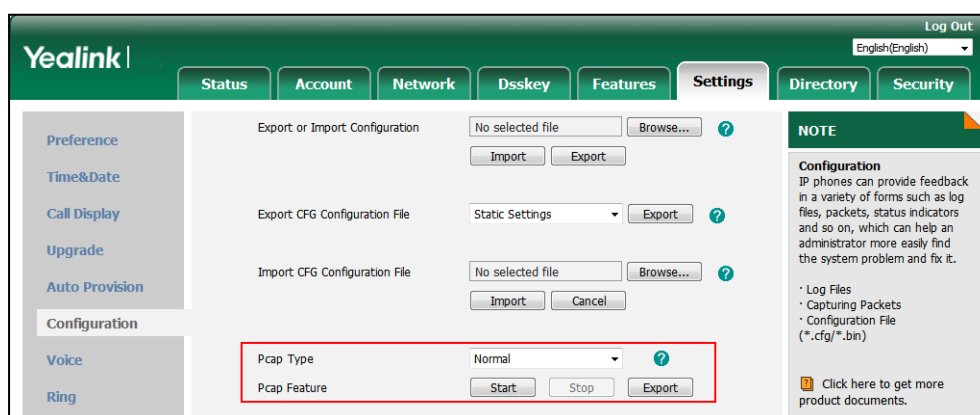 Log Out
Yealink
English(English)
Status Account Network Dsskey Features Settings Directory Security
Preference
Time&Date
Call Display
Upgrade
Auto Provision
Configuration
Voice
Ring
Export or Import Configuration No selected file Browse...
Import Export
Export CFG Configuration File Static Settings Export
Import CFG Configuration File No selected file Browse...
Import Cancel
Pcap Type Normal
Pcap Feature Start Stop Export
NOTE
Configuration
IP phones can provide feedback
in a variety of forms such as log
files, packets, status indicators
and so on, which can help an
administrator more easily find
the system problem and fix it.
· Log Files
· Capturing Packets
· Configuration File
(*.cfg/*.bin)
Click here to get more
product documents.